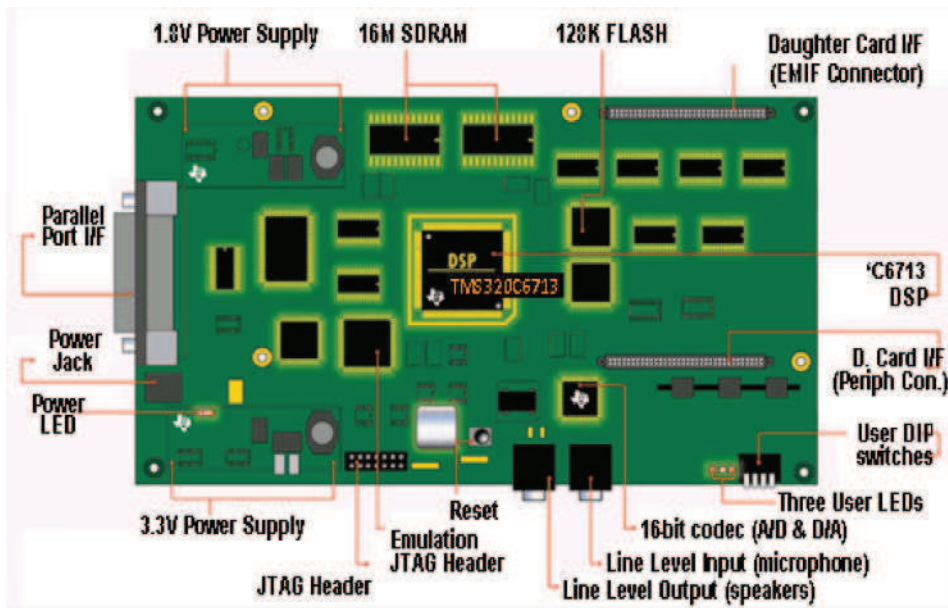 1.8V Power Supply
16M SDRAM
128K FLASH
Daughter Card I/F
(EMIF Connector)
Parallel
Port I/F
DSP
TMS320C6713
'C6713
DSP
Power
Jack
D. Card I/F
(Periph Con.)
Power
LED
User DIP
switches
Three User LEDs
3.3V Power Supply
Reset
16bit codec (A/D & D/A)
Emulation
JTAG Header
JTAG Header
Line Level Input (microphone)
Line Level Output (speakers)